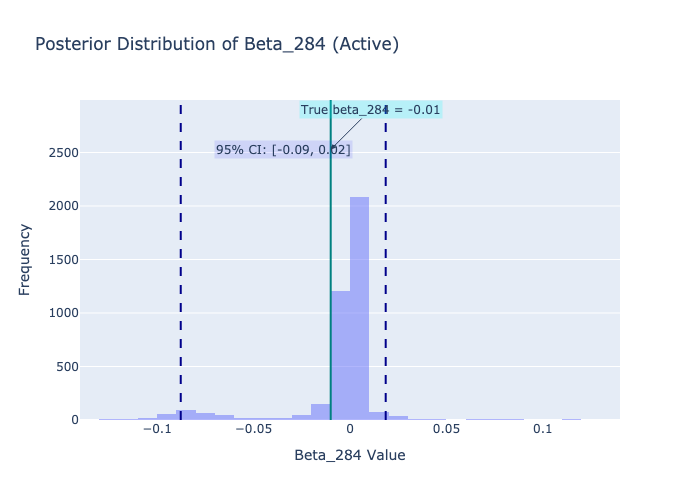 Posterior Distribution of Beta_284 (Active)
True beta_284 = -0.01
95% CI: [-0.09, 0.02]
2500
2000
1500
1000
500
0
Frequency
−0.1
−0.05
0
0.05
0.1
Beta_284 Value